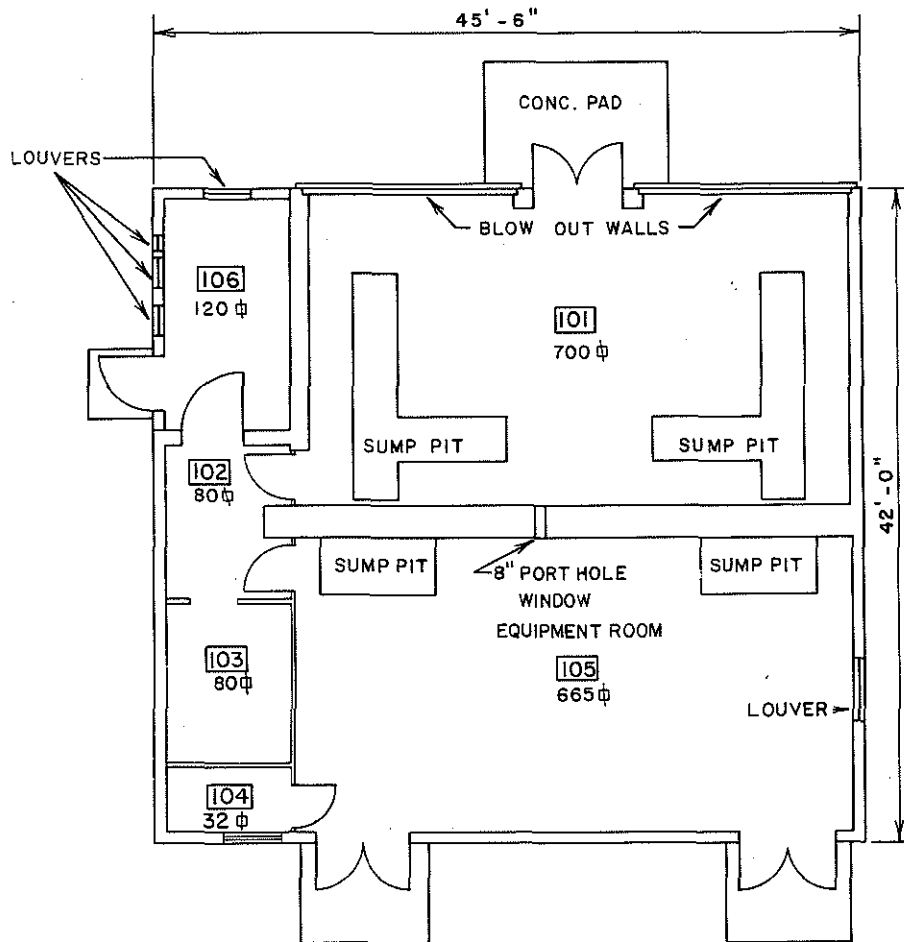 45'-6"
CONC. PAD
LOUVERS
BLOW OUT WALLS
106
120 ⏍
101
700 ⏍
SUMP PIT
SUMP PIT
102
80 ⏍
42'-0"
SUMP PIT
8" PORT HOLE
WINDOW
SUMP PIT
EQUIPMENT ROOM
103
80 ⏍
105
665 ⏍
LOUVER
104
32 ⏍